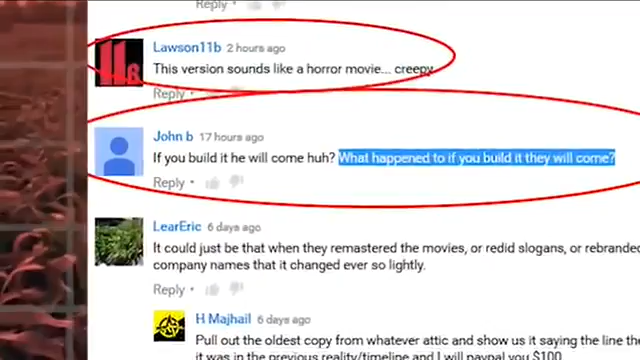 Reply
Lawson11b 2 hours ago
This version sounds like a horror movie... creepy
Reply
John b 17 hours ago
If you build it he will come huh? What happened to if you build it they will come?
Reply
LearEric 6 days ago
It could just be that when they remastered the movies, or redid slogans, or rebranded
company names that it changed ever so lightly.
Reply
H Majhail 6 days ago
Pull out the oldest copy from whatever attic and show us it saying the line the
it was in the previous reality/timeline and I will paypal you $100